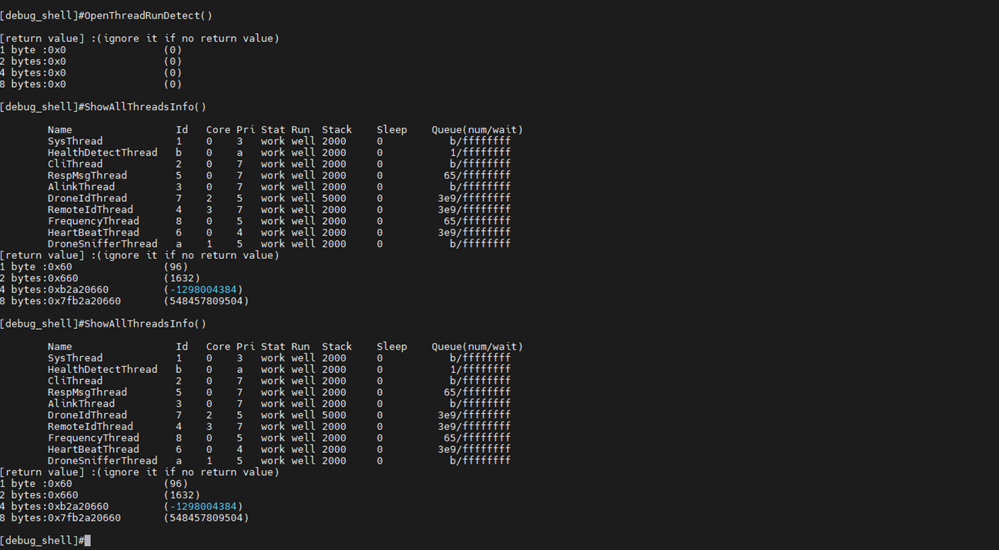 [debug_shell]#OpenThreadRunDetect()
[return value] :(ignore it if no return value)
1 byte :0x0 (0)
2 bytes:0x0 (0)
4 bytes:0x0 (0)
8 bytes:0x0 (0)
[debug_shell]#ShowAllThreadsInfo()
Name Id Core Pri Stat Run Stack Sleep Queue(num/wait)
SysThread 1 0 3 work well 2000 0 b/ffffffff
HealthDetectThread b 0 a work well 2000 0 1/ffffffff
CliThread 2 0 7 work well 2000 0 b/ffffffff
RespMsgThread 5 0 7 work well 2000 0 65/ffffffff
AlinkThread 3 0 7 work well 2000 0 b/ffffffff
DroneIdThread 7 2 5 work well 5000 0 3e9/ffffffff
RemoteIdThread 4 3 7 work well 2000 0 3e9/ffffffff
FrequencyThread 8 0 5 work well 2000 0 65/ffffffff
HeartBeatThread 6 0 4 work well 2000 0 3e9/ffffffff
DroneSnifferThread a 1 5 work well 2000 0 b/ffffffff
[return value] :(ignore it if no return value)
1 byte :0x60 (96)
2 bytes:0x660 (1632)
4 bytes:0xb2a20660 (-1298004384)
8 bytes:0x7fb2a20660 (548457809504)
[debug_shell]#ShowAllThreadsInfo()
Name Id Core Pri Stat Run Stack Sleep Queue(num/wait)
SysThread 1 0 3 work well 2000 0 b/ffffffff
HealthDetectThread b 0 a work well 2000 0 1/ffffffff
CliThread 2 0 7 work well 2000 0 b/ffffffff
RespMsgThread 5 0 7 work well 2000 0 65/ffffffff
AlinkThread 3 0 7 work well 2000 0 b/ffffffff
DroneIdThread 7 2 5 work well 5000 0 3e9/ffffffff
RemoteIdThread 4 3 7 work well 2000 0 3e9/ffffffff
FrequencyThread 8 0 5 work well 2000 0 65/ffffffff
HeartBeatThread 6 0 4 work well 2000 0 3e9/ffffffff
DroneSnifferThread a 1 5 work well 2000 0 b/ffffffff
[return value] :(ignore it if no return value)
1 byte :0x60 (96)
2 bytes:0x660 (1632)
4 bytes:0xb2a20660 (-1298004384)
8 bytes:0x7fb2a20660 (548457809504)
[debug_shell]#